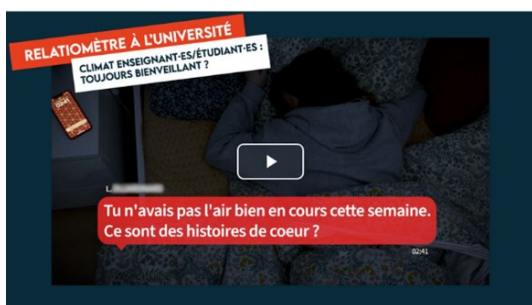 RELATIOMÈTRE À L'UNIVERSITÉ
CLIMAT ENSEIGNANT·ES/ÉTUDIANT·ES :
TOUJOURS BIENVEILLANT ?
L.
Tu n'avais pas l'air bien en cours cette semaine.
Ce sont des histoires de coeur ?
02:41